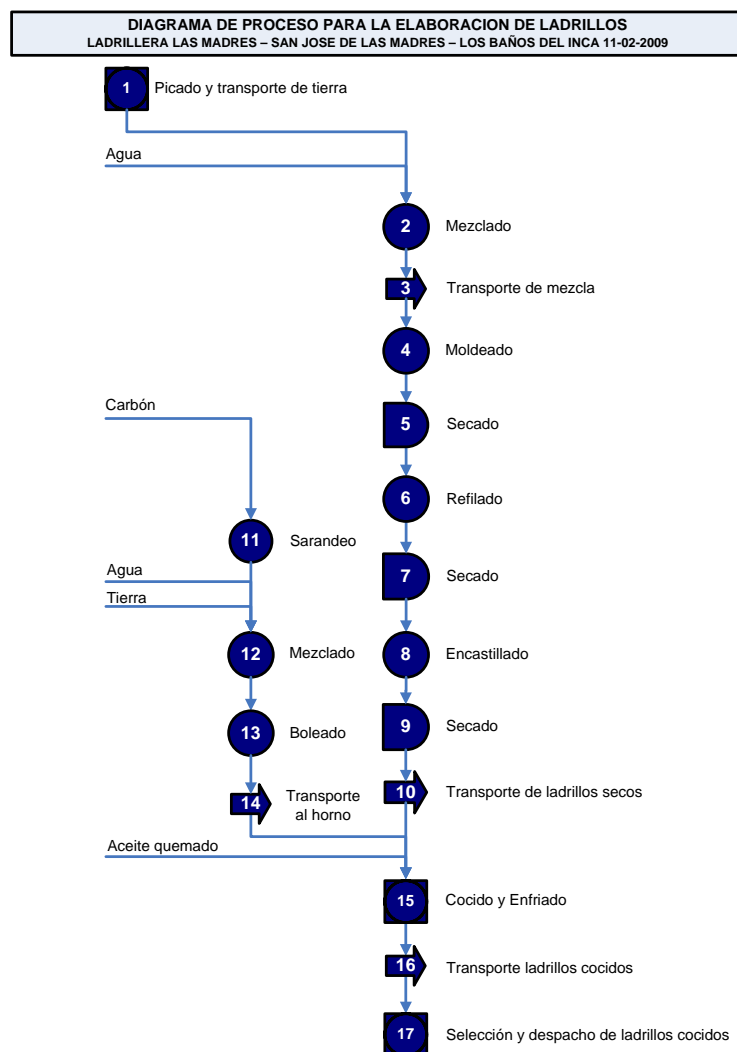 DIAGRAMA DE PROCESO PARA LA ELABORACION DE LADRILLOS
LADRILLERA LAS MADRES – SAN JOSE DE LAS MADRES – LOS BAÑOS DEL INCA 11-02-2009
1 Picado y transporte de tierra
Agua
2 Mezclado
3 Transporte de mezcla
4 Moldeado
Carbón
5 Secado
6 Refilado
11 Sarandeo
Agua
7 Secado
Tierra
12 Mezclado
8 Encastillado
13 Boleado
9 Secado
14 Transporte
al horno
10 Transporte de ladrillos secos
Aceite quemado
15 Cocido y Enfriado
16 Transporte ladrillos cocidos
17 Selección y despacho de ladrillos cocidos